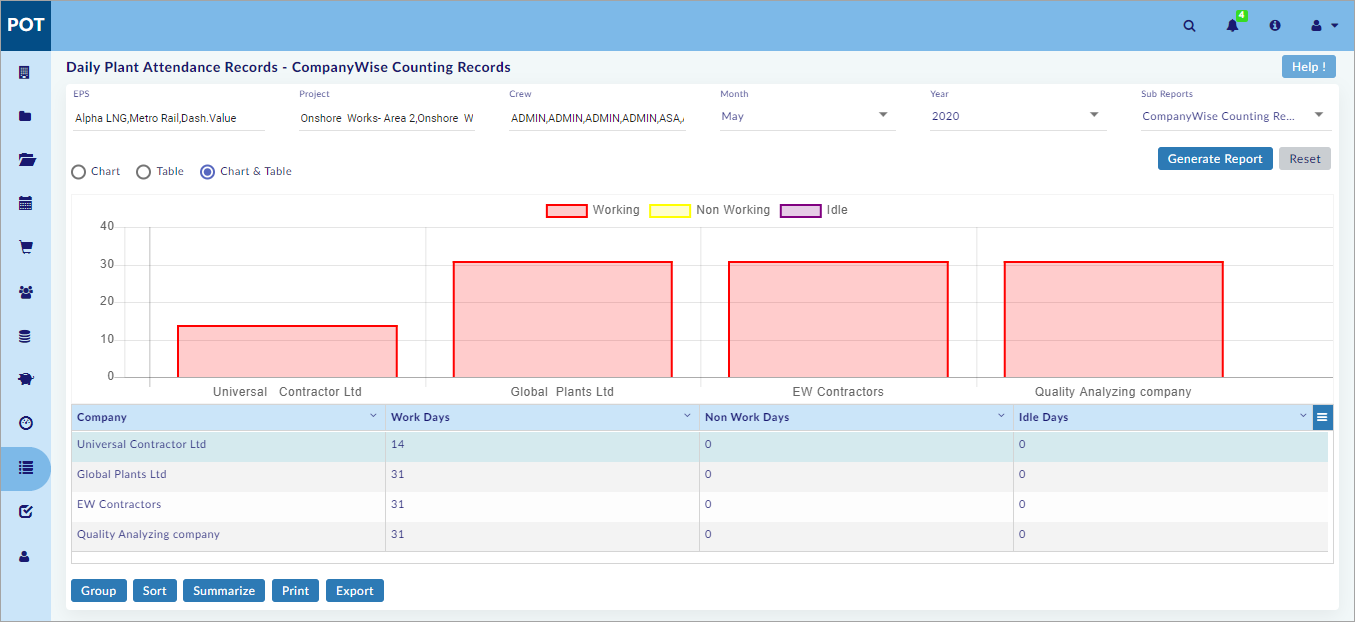 POT
4
Daily Plant Attendance Records - CompanyWise Counting Records
Help !
EPS
Project
Crew
Month
Year
Sub Reports
Alpha LNG,Metro Rail,Dash.Value
Onshore Works- Area 2,Onshore W
ADMIN,ADMIN,ADMIN,ADMIN,ASA,
May
2020
CompanyWise Counting Re...
Generate Report
Reset
Chart
Table
Chart & Table
Working
Non Working
Idle
40
30
20
10
0
Universal Contractor Ltd
Global Plants Ltd
EW Contractors
Quality Analyzing company
Company Work Days Non Work Days Idle Days
Universal Contractor Ltd 14 0 0
Global Plants Ltd 31 0 0
EW Contractors 31 0 0
Quality Analyzing company 31 0 0
Group
Sort
Summarize
Print
Export